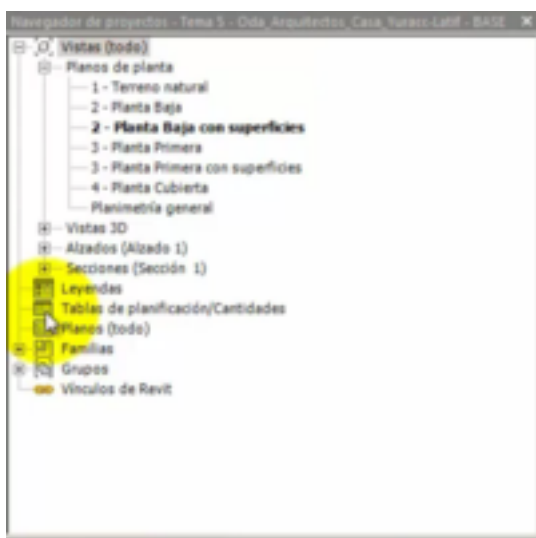 Navegador de proyectos - Tema 5 - Oda_Arquitectos_Casa_Yuracc-Latif - BASE
Vistas (todo)
Planos de planta
1 - Terreno natural
2 - Planta Baja
2 - Planta Baja con superficies
3 - Planta Primera
3 - Planta Primera con superficies
4 - Planta Cubierta
Planimetría general
Vistas 3D
Alzados (Alzado 1)
Secciones (Sección 1)
Leyendas
Tablas de planificación/Cantidades
Planos (todo)
Familias
Grupos
Vínculos de Revit